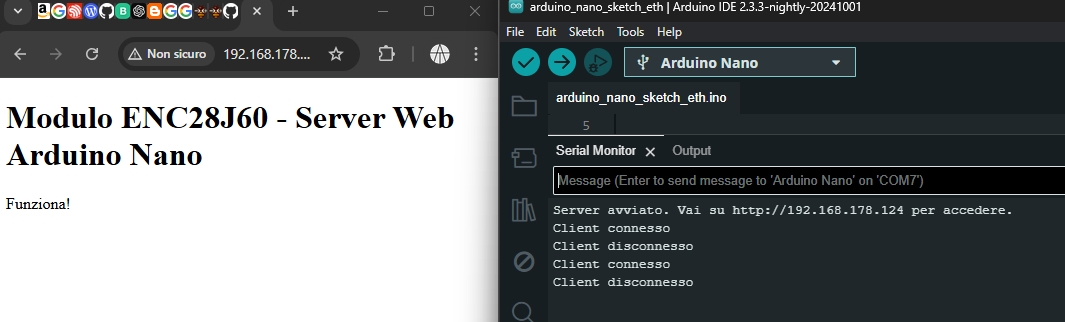 Non sicuro
192.168.178....
Modulo ENC28J60 - Server Web
Arduino Nano
Funziona!
arduino_nano_sketch_eth | Arduino IDE 2.3.3-nightly-20241001
File Edit Sketch Tools Help
Arduino Nano
arduino_nano_sketch_eth.ino
5
Serial Monitor
Output
Message (Enter to send message to 'Arduino Nano' on 'COM7')
Server avviato. Vai su http://192.168.178.124 per accedere.
Client connesso
Client disconnesso
Client connesso
Client disconnesso